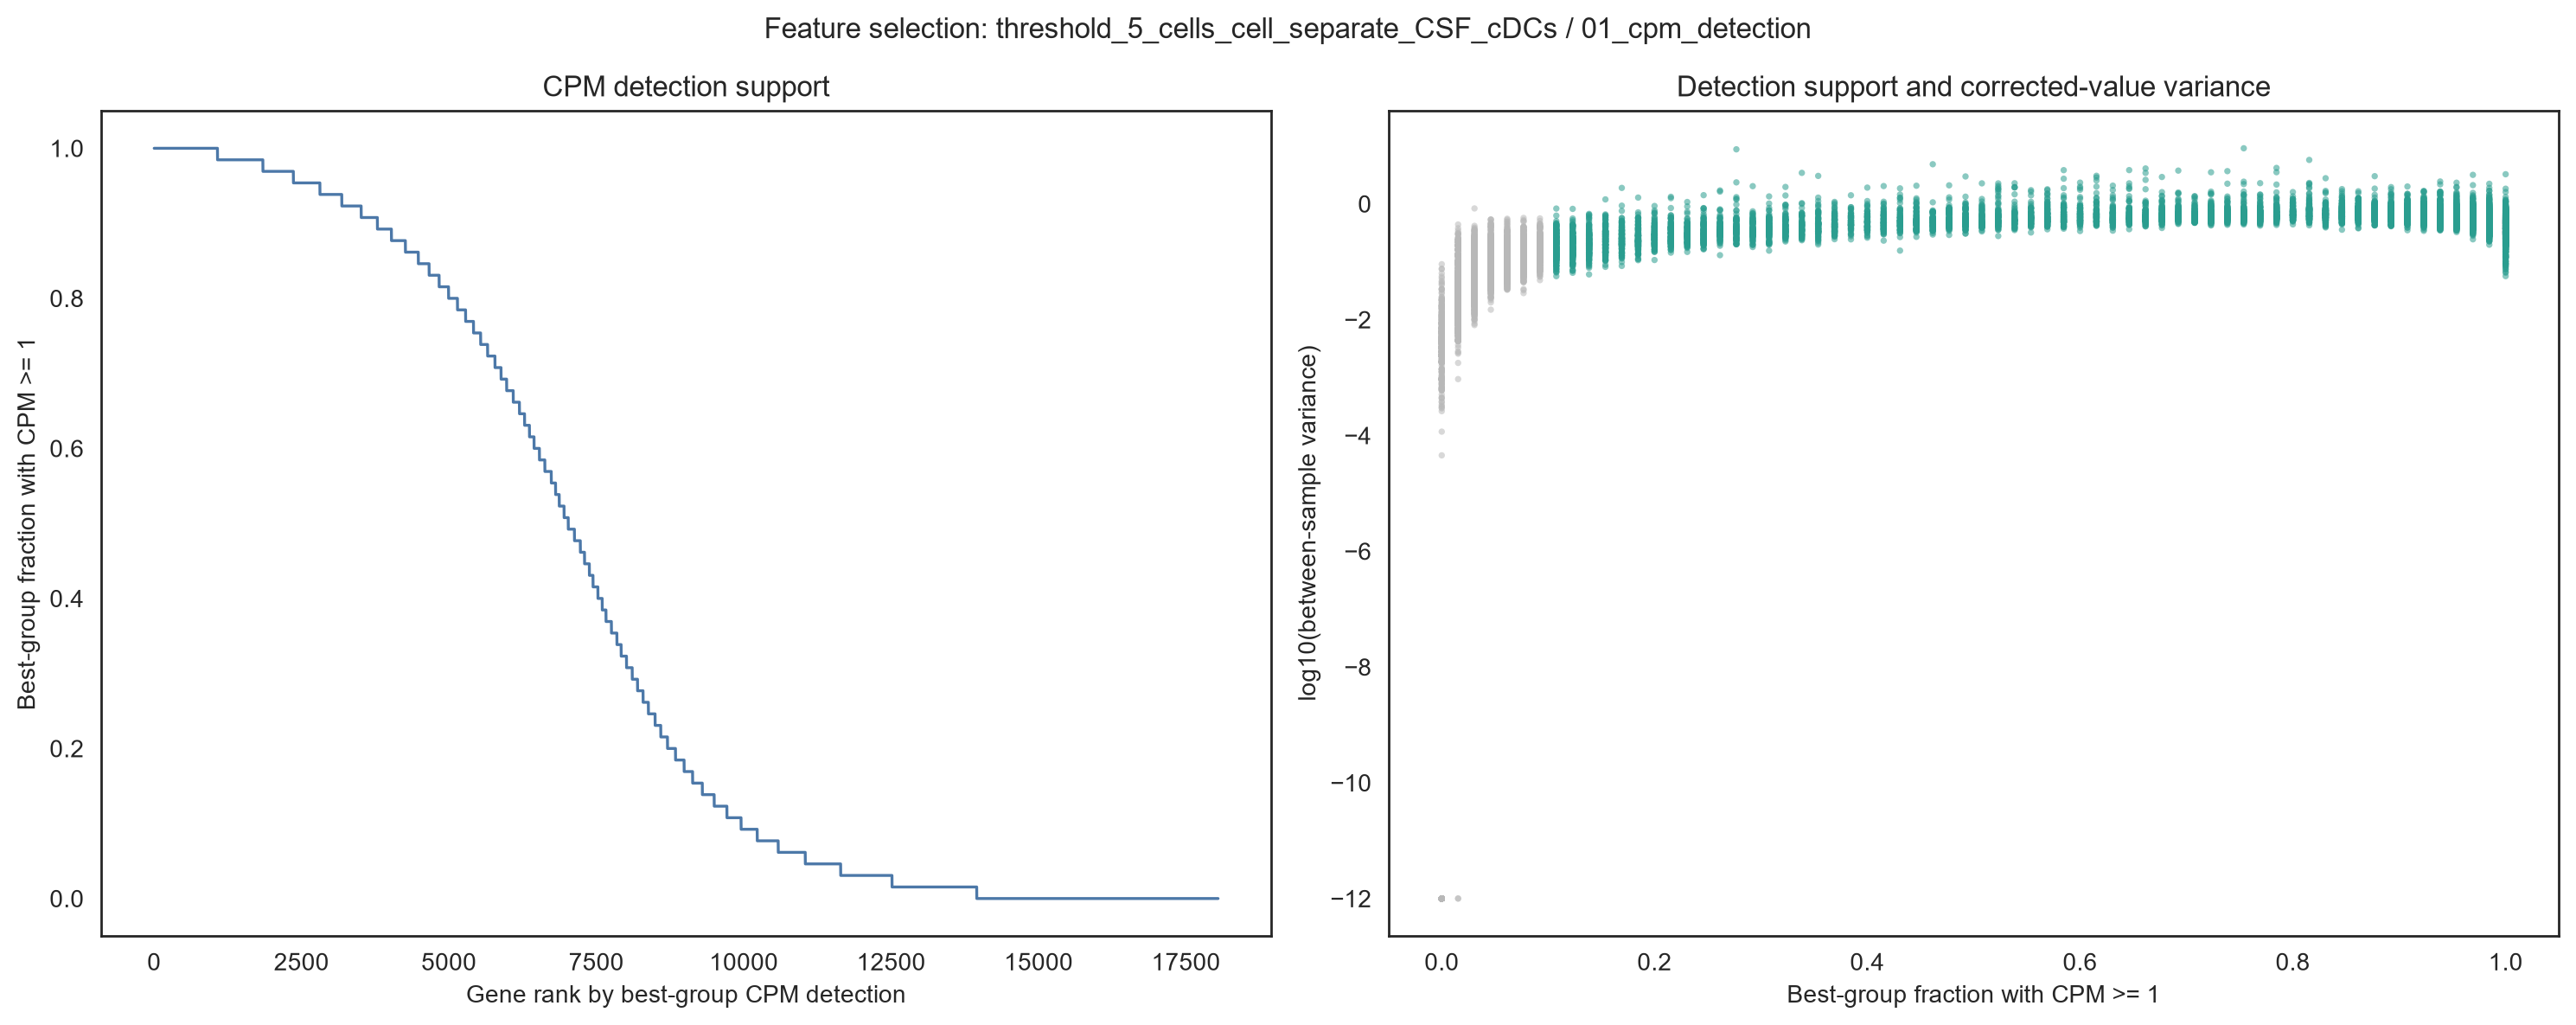 Feature selection: threshold_5_cells_cell_separate_CSF_cDCs / 01_cpm_detection
CPM detection support
Best-group fraction with CPM >= 1
1.0
0.8
0.6
0.4
0.2
0.0
0 2500 5000 7500 10000 12500 15000 17500
Gene rank by best-group CPM detection
Detection support and corrected-value variance
log10(between-sample variance)
0
−2
−4
−6
−8
−10
−12
0.0 0.2 0.4 0.6 0.8 1.0
Best-group fraction with CPM >= 1